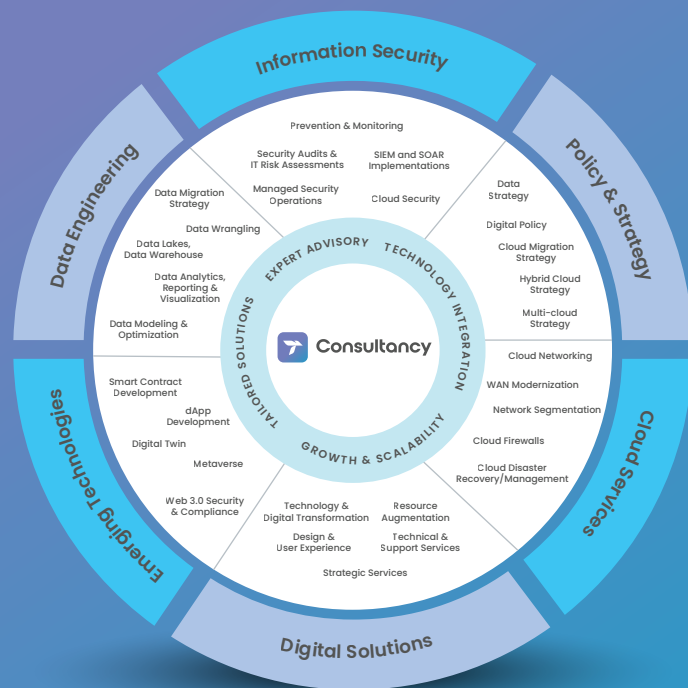 Information Security
Prevention & Monitoring
Security Audits &
IT Risk Assessments
SIEM and SOAR
Implementations
Managed Security
Operations
Cloud Security
Policy & Strategy
Data
Strategy
Digital Policy
Cloud Migration
Strategy
Hybrid Cloud
Strategy
Multi-cloud
Strategy
Cloud Services
Cloud Networking
WAN Modernization
Network Segmentation
Cloud Firewalls
Cloud Disaster
Recovery/Management
Digital Solutions
Technology &
Digital Transformation
Resource
Augmentation
Design &
User Experience
Technical &
Support Services
Strategic Services
Emerging Technologies
Smart Contract
Development
dApp
Development
Digital Twin
Metaverse
Web 3.0 Security
& Compliance
Data Engineering
Data Migration
Strategy
Data Wrangling
Data Lakes,
Data Warehouse
Data Analytics,
Reporting &
Visualization
Data Modeling &
Optimization
EXPERT ADVISORY
TECHNOLOGY INTEGRATION
GROWTH & SCALABILITY
TAILORED SOLUTIONS
Consultancy